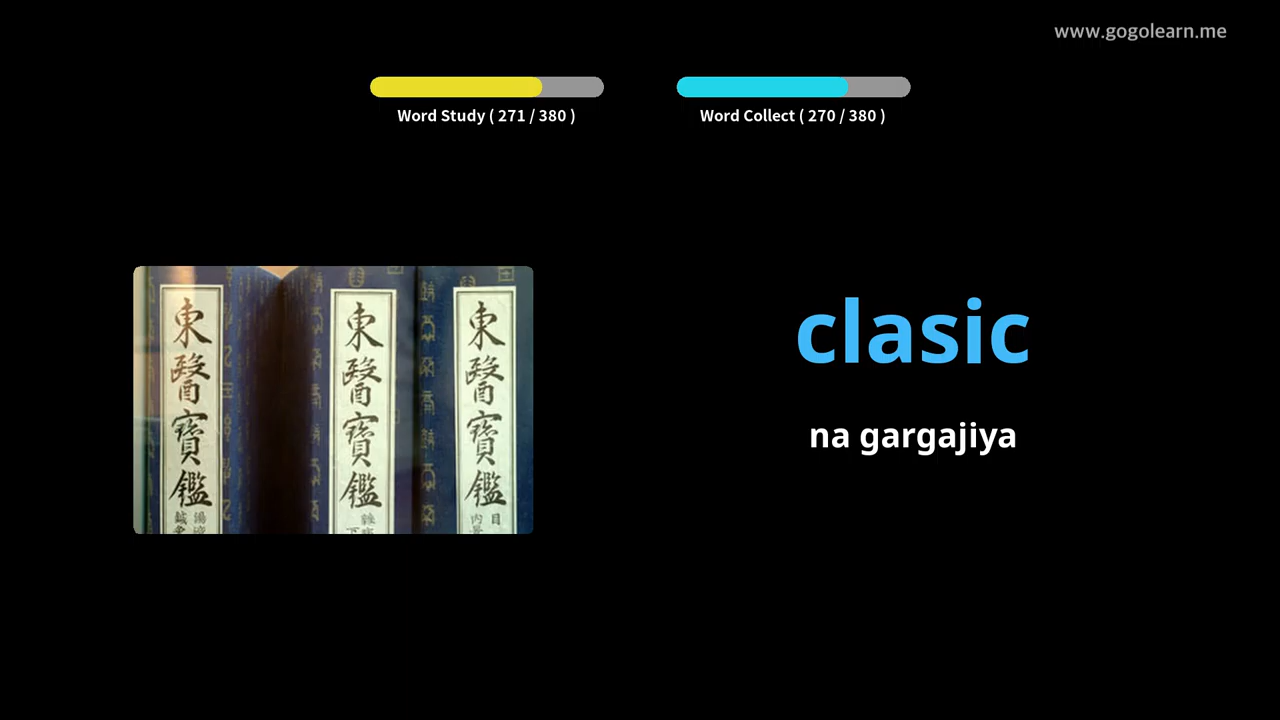 www.gogolearn.me
Word Study ( 271 / 380 )
Word Collect ( 270 / 380 )
東醫寶鑑
東醫寶鑑
東醫寶鑑
clasic
na gargajiya